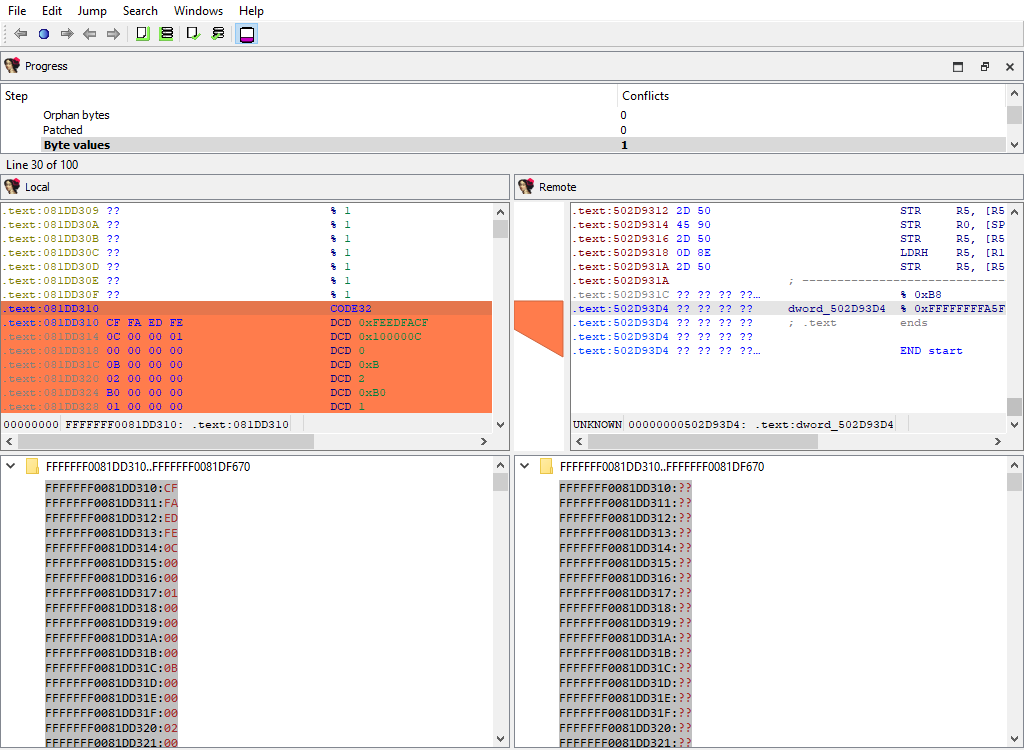 File Edit Jump Search Windows Help
Progress
Step Conflicts
Orphan bytes 0
Patched 0
Byte values 1
Line 30 of 100
Local
.text:081DD309 ?? % 1
.text:081DD30A ?? % 1
.text:081DD30B ?? % 1
.text:081DD30C ?? % 1
.text:081DD30D ?? % 1
.text:081DD30E ?? % 1
.text:081DD30F ?? % 1
.text:081DD310 CODE32
.text:081DD310 CF FA ED FE DCD 0xFEEDFACF
.text:081DD314 0C 00 00 01 DCD 0x100000C
.text:081DD318 00 00 00 00 DCD 0
.text:081DD31C 0B 00 00 00 DCD 0xB
.text:081DD320 02 00 00 00 DCD 2
.text:081DD324 B0 00 00 00 DCD 0xB0
.text:081DD328 01 00 00 00 DCD 1
00000000 FFFFFFF0081DD310: .text:081DD310
Remote
.text:502D9312 2D 50 STR R5, [R5
.text:502D9314 45 90 STR R0, [SP
.text:502D9316 2D 50 STR R5, [R5
.text:502D9318 0D 8E LDRH R5, [R1
.text:502D931A 2D 50 STR R5, [R5
.text:502D931A ; ---------------------------
.text:502D931C ?? ?? ?? ??… % 0xB8
.text:502D93D4 ?? ?? ?? ?? dword_502D93D4 % 0xFFFFFFFFA5F
.text:502D93D4 ?? ?? ?? ?? ; .text ends
.text:502D93D4 ?? ?? ?? ??
.text:502D93D4 ?? ?? ?? ??… END start
UNKNOWN 00000000502D93D4: .text:dword_502D93D4
FFFFFFF0081DD310..FFFFFFF0081DF670
FFFFFFF0081DD310:CF
FFFFFFF0081DD311:FA
FFFFFFF0081DD312:ED
FFFFFFF0081DD313:FE
FFFFFFF0081DD314:0C
FFFFFFF0081DD315:00
FFFFFFF0081DD316:00
FFFFFFF0081DD317:01
FFFFFFF0081DD318:00
FFFFFFF0081DD319:00
FFFFFFF0081DD31A:00
FFFFFFF0081DD31B:00
FFFFFFF0081DD31C:0B
FFFFFFF0081DD31D:00
FFFFFFF0081DD31E:00
FFFFFFF0081DD31F:00
FFFFFFF0081DD320:02
FFFFFFF0081DD321:00
FFFFFFF0081DD310..FFFFFFF0081DF670
FFFFFFF0081DD310:??
FFFFFFF0081DD311:??
FFFFFFF0081DD312:??
FFFFFFF0081DD313:??
FFFFFFF0081DD314:??
FFFFFFF0081DD315:??
FFFFFFF0081DD316:??
FFFFFFF0081DD317:??
FFFFFFF0081DD318:??
FFFFFFF0081DD319:??
FFFFFFF0081DD31A:??
FFFFFFF0081DD31B:??
FFFFFFF0081DD31C:??
FFFFFFF0081DD31D:??
FFFFFFF0081DD31E:??
FFFFFFF0081DD31F:??
FFFFFFF0081DD320:??
FFFFFFF0081DD321:??